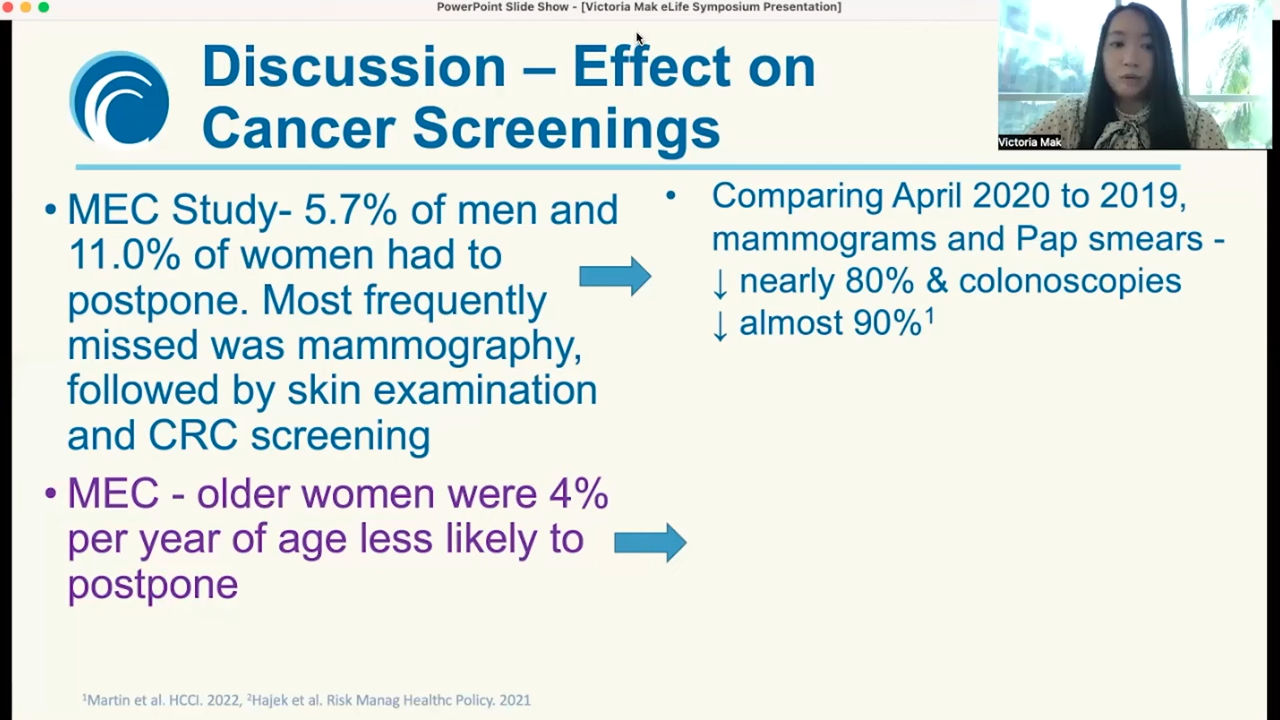 PowerPoint Slide Show - [Victoria Mak eLife Symposium Presentation]
Discussion – Effect on
Cancer Screenings
Victoria Mak
• MEC Study- 5.7% of men and
11.0% of women had to
postpone. Most frequently
missed was mammography,
followed by skin examination
and CRC screening
• MEC - older women were 4%
per year of age less likely to
postpone
• Comparing April 2020 to 2019,
mammograms and Pap smears -
↓ nearly 80% & colonoscopies
↓ almost 90%¹
¹Martin et al. HCCI. 2022, ²Hajek et al. Risk Manag Healthc Policy. 2021